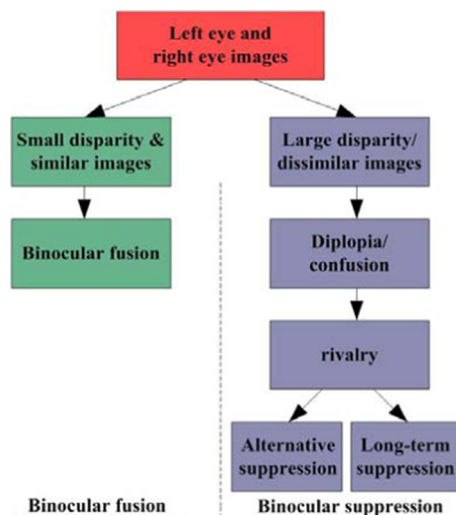 Left eye and
right eye images
Small disparity &
similar images
Large disparity/
dissimilar images
Binocular fusion
Diplopia/
confusion
rivalry
Alternative
suppression
Long-term
suppression
Binocular fusion
Binocular suppression